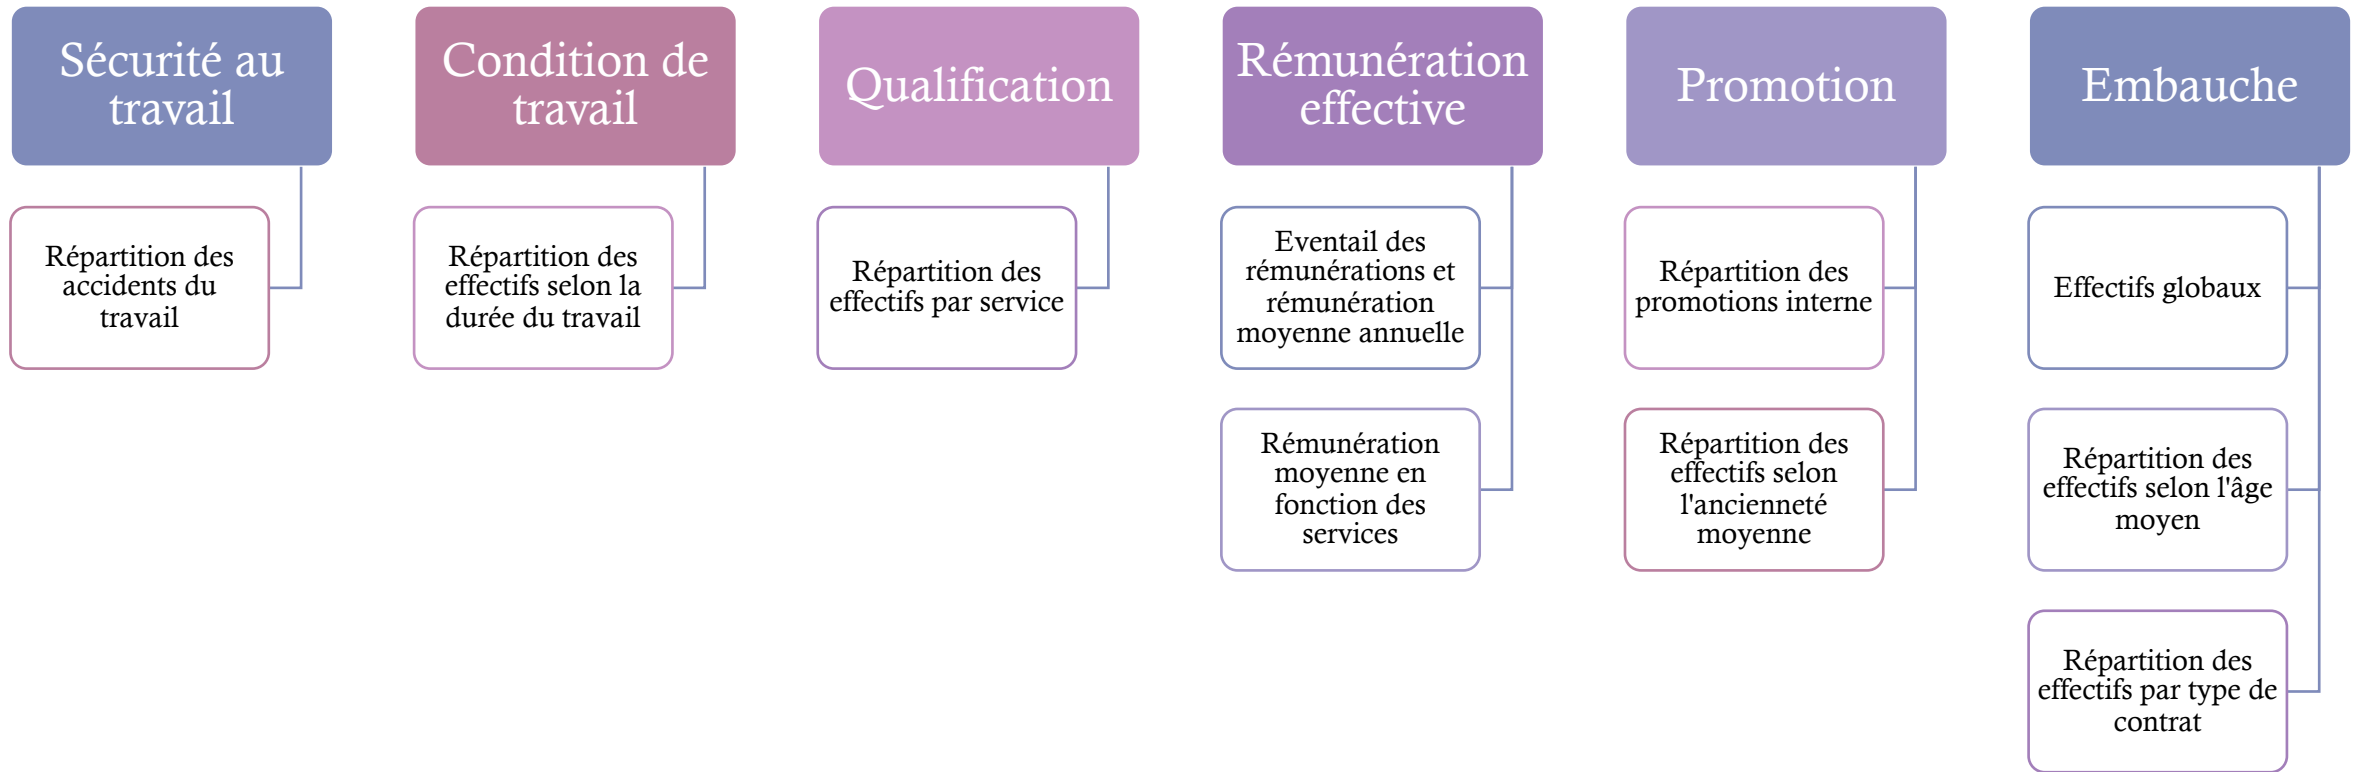 Sécurité au
travail
Répartition des
accidents du
travail
Condition de
travail
Répartition des
effectifs selon la
durée du travail
Qualification
Répartition des
effectifs par service
Rémunération
effective
Eventail des
rémunérations et
rémunération
moyenne annuelle
Rémunération
moyenne en
fonction des
services
Promotion
Répartition des
promotions interne
Répartition des
effectifs selon
l'ancienneté
moyenne
Embauche
Effectifs globaux
Répartition des
effectifs selon l'âge
moyen
Répartition des
effectifs par type de
contrat